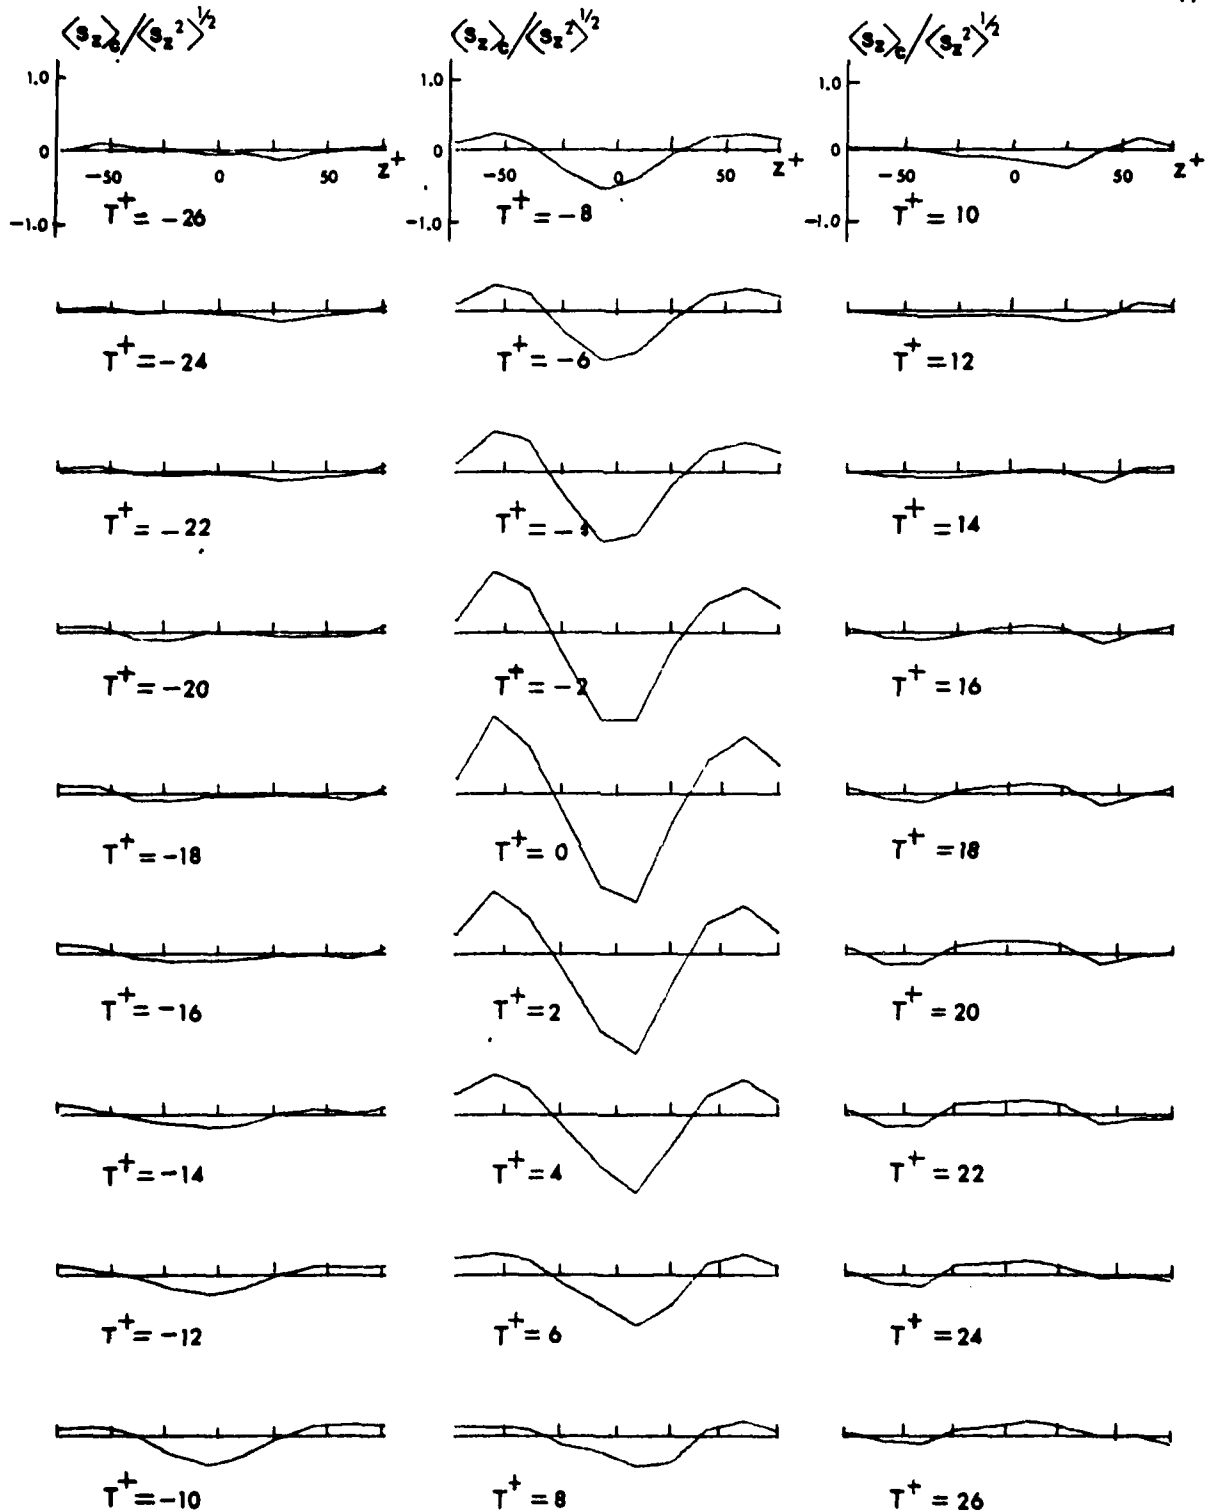 ⟨s_z⟩_c/⟨s_z²⟩^1/2
1.0
0
-1.0
-50 0 50 z⁺
T⁺ = -26
T⁺ = -24
T⁺ = -22
T⁺ = -20
T⁺ = -18
T⁺ = -16
T⁺ = -14
T⁺ = -12
T⁺ = -10
⟨s_z⟩_c/⟨s_z²⟩^1/2
1.0
0
-1.0
-50 0 50 z⁺
T⁺ = -8
T⁺ = -6
T⁺ = -4
T⁺ = -2
T⁺ = 0
T⁺ = 2
T⁺ = 4
T⁺ = 6
T⁺ = 8
⟨s_z⟩_c/⟨s_z²⟩^1/2
1.0
0
-1.0
-50 0 50 z⁺
T⁺ = 10
T⁺ = 12
T⁺ = 14
T⁺ = 16
T⁺ = 18
T⁺ = 20
T⁺ = 22
T⁺ = 24
T⁺ = 26